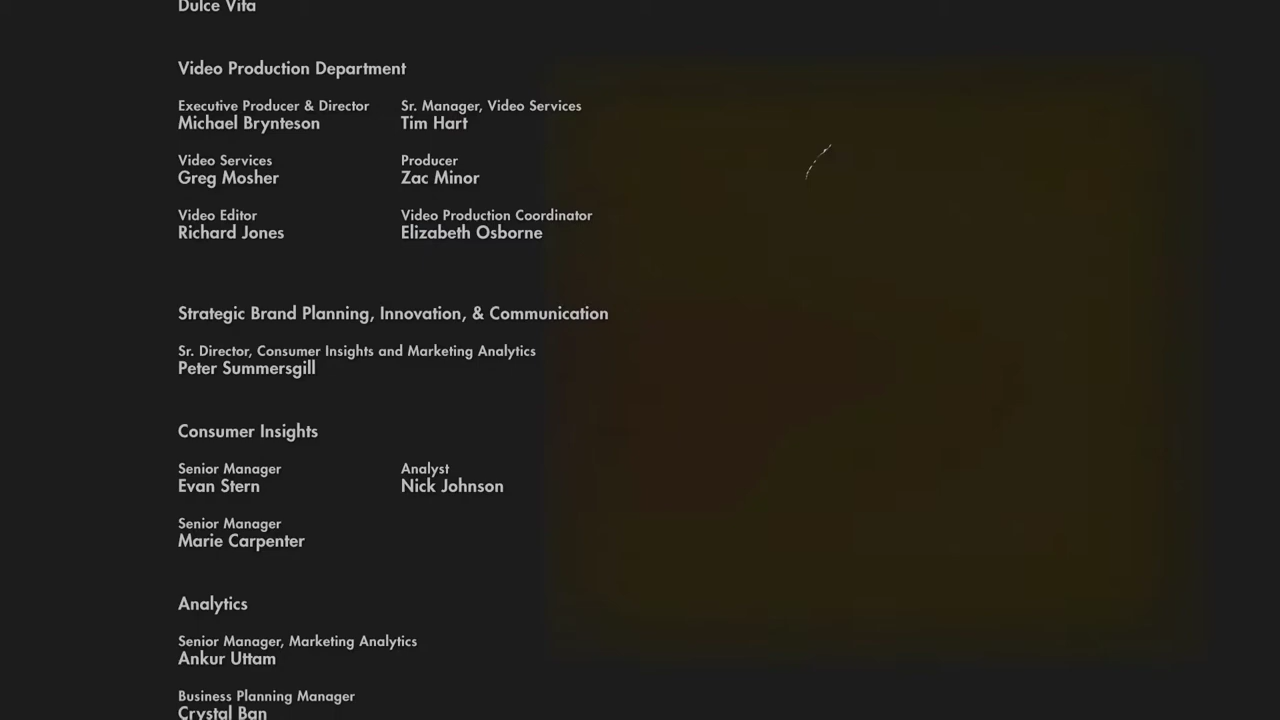 Dulce Vita
Video Production Department
Executive Producer & Director
Michael Brynteson
Sr. Manager, Video Services
Tim Hart
Video Services
Greg Mosher
Producer
Zac Minor
Video Editor
Richard Jones
Video Production Coordinator
Elizabeth Osborne
Strategic Brand Planning, Innovation, & Communication
Sr. Director, Consumer Insights and Marketing Analytics
Peter Summersgill
Consumer Insights
Senior Manager
Evan Stern
Analyst
Nick Johnson
Senior Manager
Marie Carpenter
Analytics
Senior Manager, Marketing Analytics
Ankur Uttam
Business Planning Manager
Crystal Ban